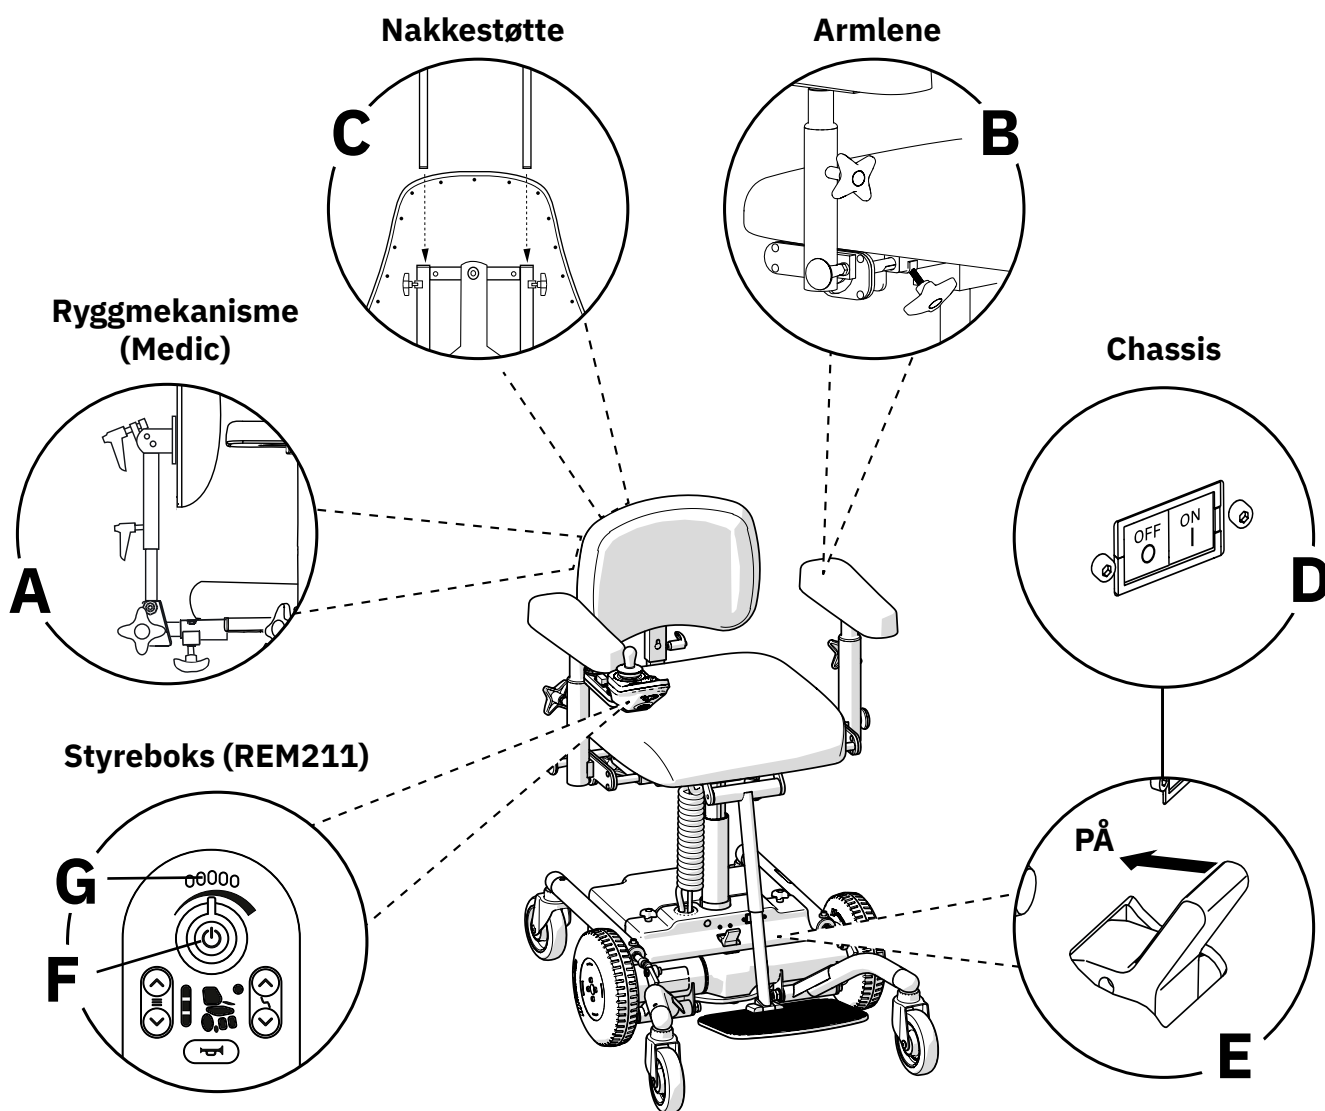 Nakkestøtte
Armlene
C
B
Ryggmekanisme
(Medic)
Chassis
A
OFF
ON
D
Styreboks (REM211)
PÅ
G
F
E